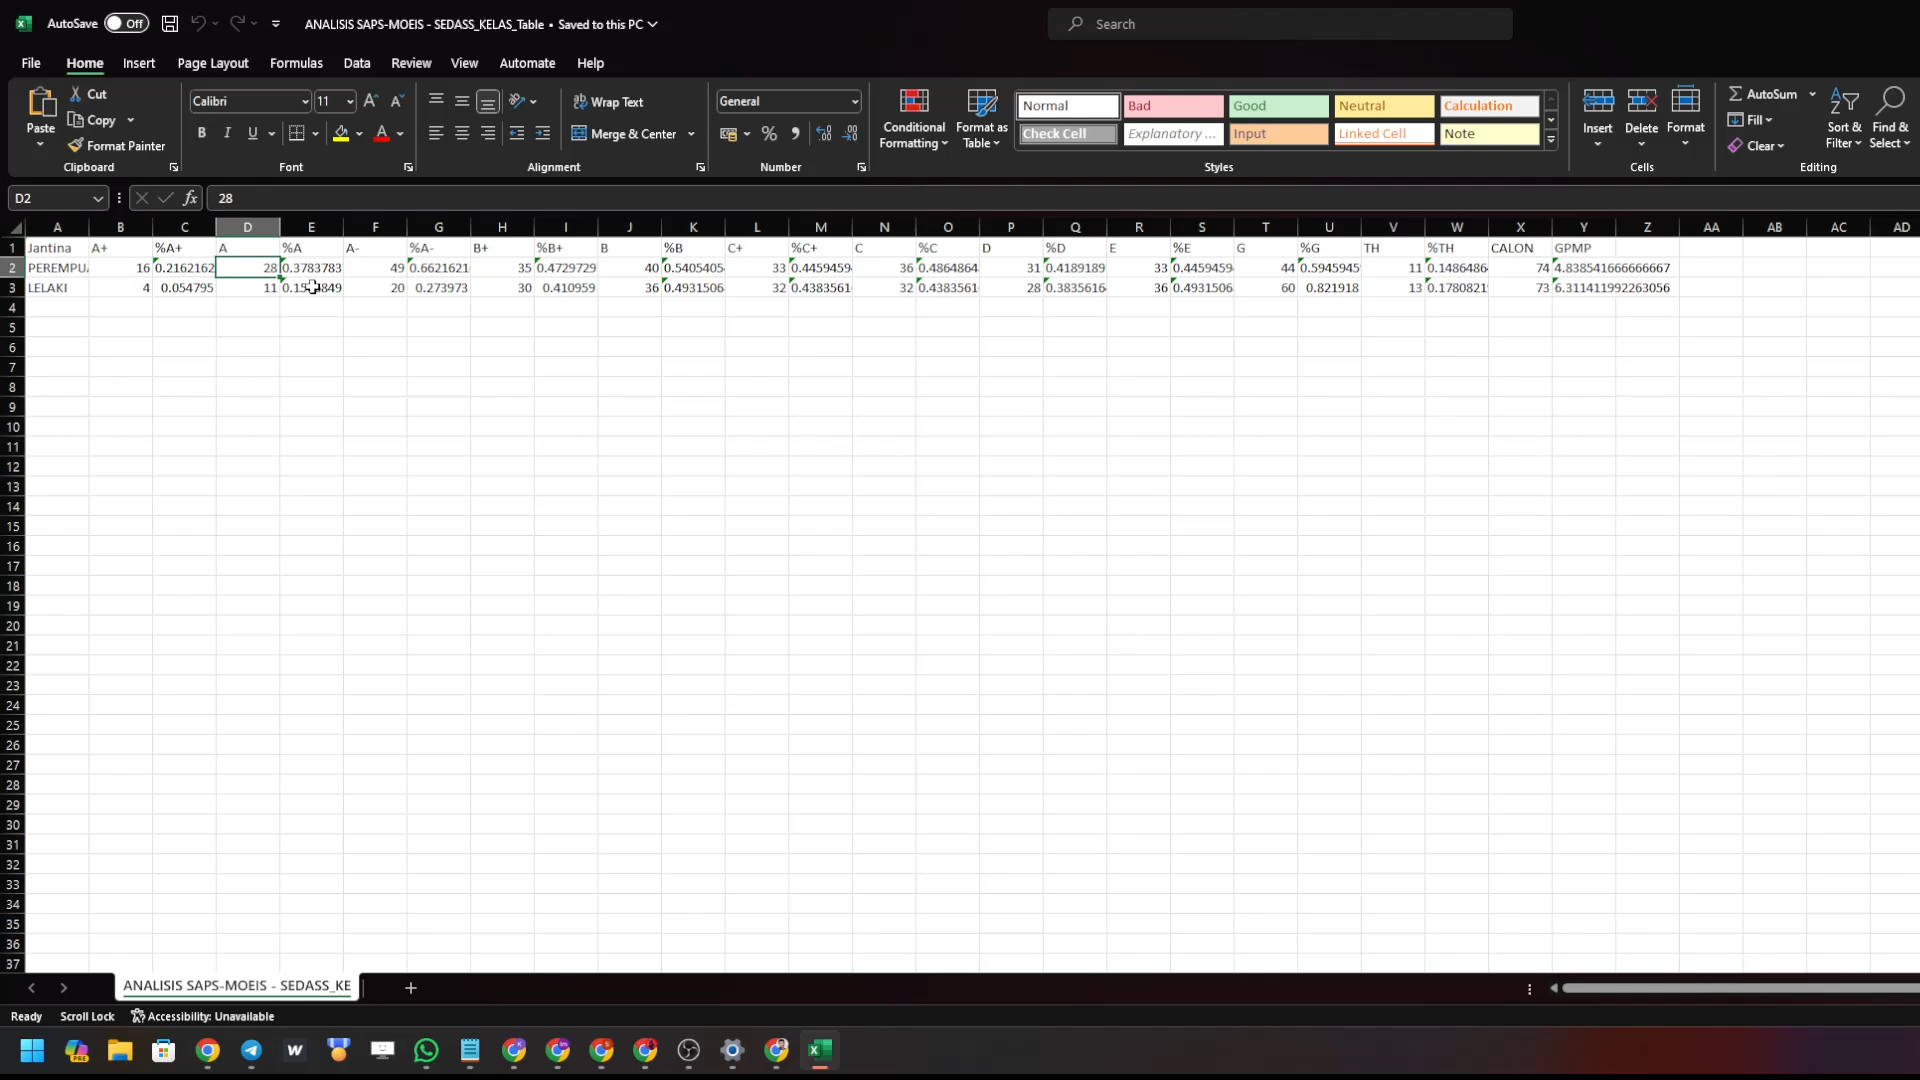 AutoSave Off ANALISIS SAPS-MOEIS - SEDASS_KELAS_Table • Saved to this PC Search
File Home Insert Page Layout Formulas Data Review View Automate Help
Paste Cut Copy Format Painter Clipboard
Calibri 11 B I U Font
Wrap Text Merge & Center Alignment
General % Number
Conditional Formatting Format as Table
Normal Bad Good Neutral Calculation
Check Cell Explanatory ... Input Linked Cell Note
Styles
Insert Delete Format Cells
AutoSum Fill Clear Sort & Filter Find & Select Editing
D2 fx 28
A B C D E F G H I J K L M N O P Q R S T U V W X Y Z AA AB AC AD
1 Jantina A+ %A+ A %A A- %A- B+ %B+ B %B C+ %C+ C %C D %D E %E G %G TH %TH CALON GPMP
2 PEREMPU 16 0.2162162 28 0.3783783 49 0.6621621 35 0.4729729 40 0.5405405 33 0.4459459 36 0.4864864 31 0.4189189 33 0.4459459 44 0.5945945 11 0.1486486 74 4.838541666666667
3 LELAKI 4 0.054795 11 20 0.273973 30 0.410959 36 0.4931506 32 0.4383561 32 0.4383561 28 0.3835616 36 0.4931506 60 0.821918 13 0.1780821 73 6.311411992263056
4
5
6
7
8
9
10
11
12
13
14
15
16
17
18
19
20
21
22
23
24
25
26
27
28
29
30
31
32
33
34
35
36
37
ANALISIS SAPS-MOEIS - SEDASS_KE
Ready Scroll Lock Accessibility: Unavailable